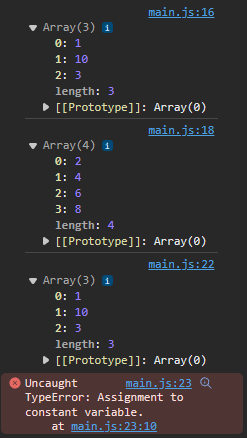 main.js:16
▼ Array(3) i
0: 1
1: 10
2: 3
length: 3
▶ [[Prototype]]: Array(0)
main.js:18
▼ Array(4) i
0: 2
1: 4
2: 6
3: 8
length: 4
▶ [[Prototype]]: Array(0)
main.js:22
▼ Array(3) i
0: 1
1: 10
2: 3
length: 3
▶ [[Prototype]]: Array(0)
Uncaught main.js:23
TypeError: Assignment to
constant variable.
at main.js:23:10